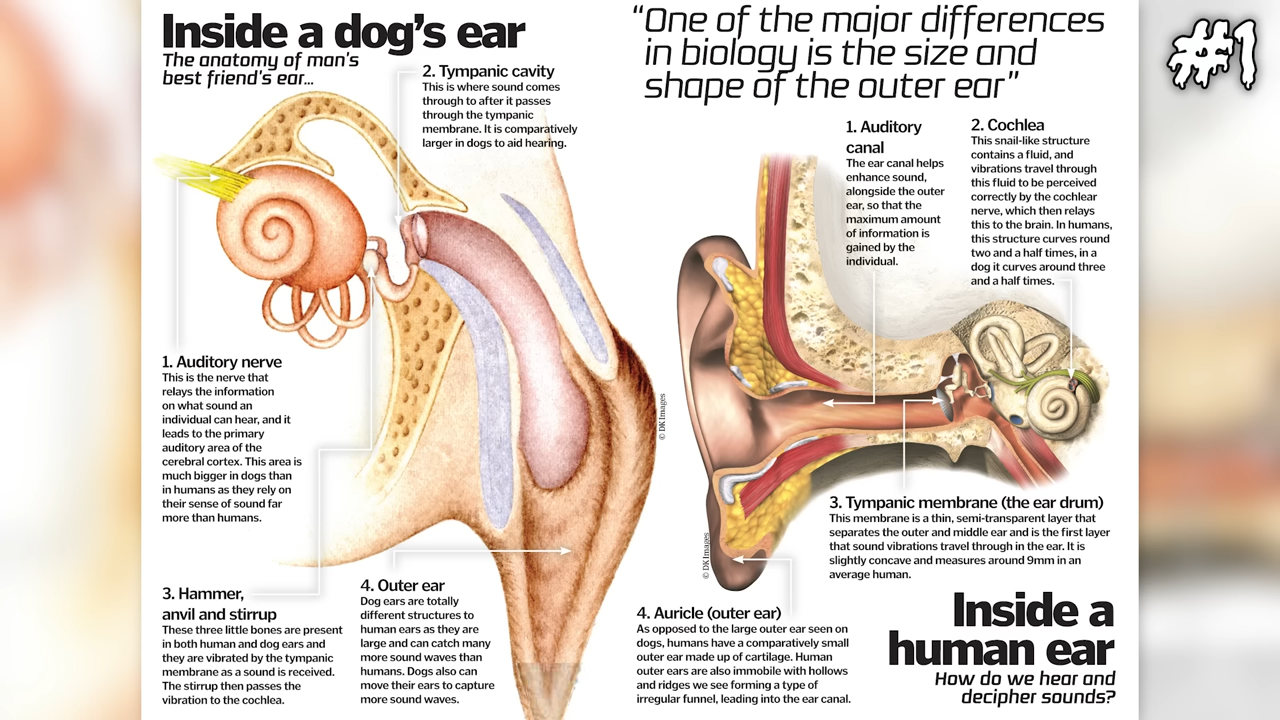 Inside a dog's ear
The anatomy of man's
best friend's ear...
2. Tympanic cavity
This is where sound comes
through to after it passes
through the tympanic
membrane. It is comparatively
larger in dogs to aid hearing.
1. Auditory nerve
This is the nerve that
relays the information
on what sound an
individual can hear, and it
leads to the primary
auditory area of the
cerebral cortex. This area is
much bigger in dogs than
in humans as they rely on
their sense of sound far
more than humans.
3. Hammer,
anvil and stirrup
These three little bones are present
in both human and dog ears and
they are vibrated by the tympanic
membrane as a sound is received.
The stirrup then passes the
vibration to the cochlea.
4. Outer ear
Dog ears are totally
different structures to
human ears as they are
large and can catch many
more sound waves than
humans. Dogs also can
move their ears to capture
more sound waves.
© DK Images
“One of the major differences
in biology is the size and
shape of the outer ear”
#1
1. Auditory
canal
The ear canal helps
enhance sound,
alongside the outer
ear, so that the
maximum amount
of information is
gained by the
individual.
2. Cochlea
This snail-like structure
contains a fluid, and
vibrations travel through
this fluid to be perceived
correctly by the cochlear
nerve, which then relays
this to the brain. In humans,
this structure curves round
two and a half times, in a
dog it curves around three
and a half times.
3. Tympanic membrane (the ear drum)
This membrane is a thin, semi-transparent layer that
separates the outer and middle ear and is the first layer
that sound vibrations travel through in the ear. It is
slightly concave and measures around 9mm in an
average human.
© DK Images
4. Auricle (outer ear)
As opposed to the large outer ear seen on
dogs, humans have a comparatively small
outer ear made up of cartilage. Human
outer ears are also immobile with hollows
and ridges we see forming a type of
irregular funnel, leading into the ear canal.
Inside a
human ear
How do we hear and
decipher sounds?